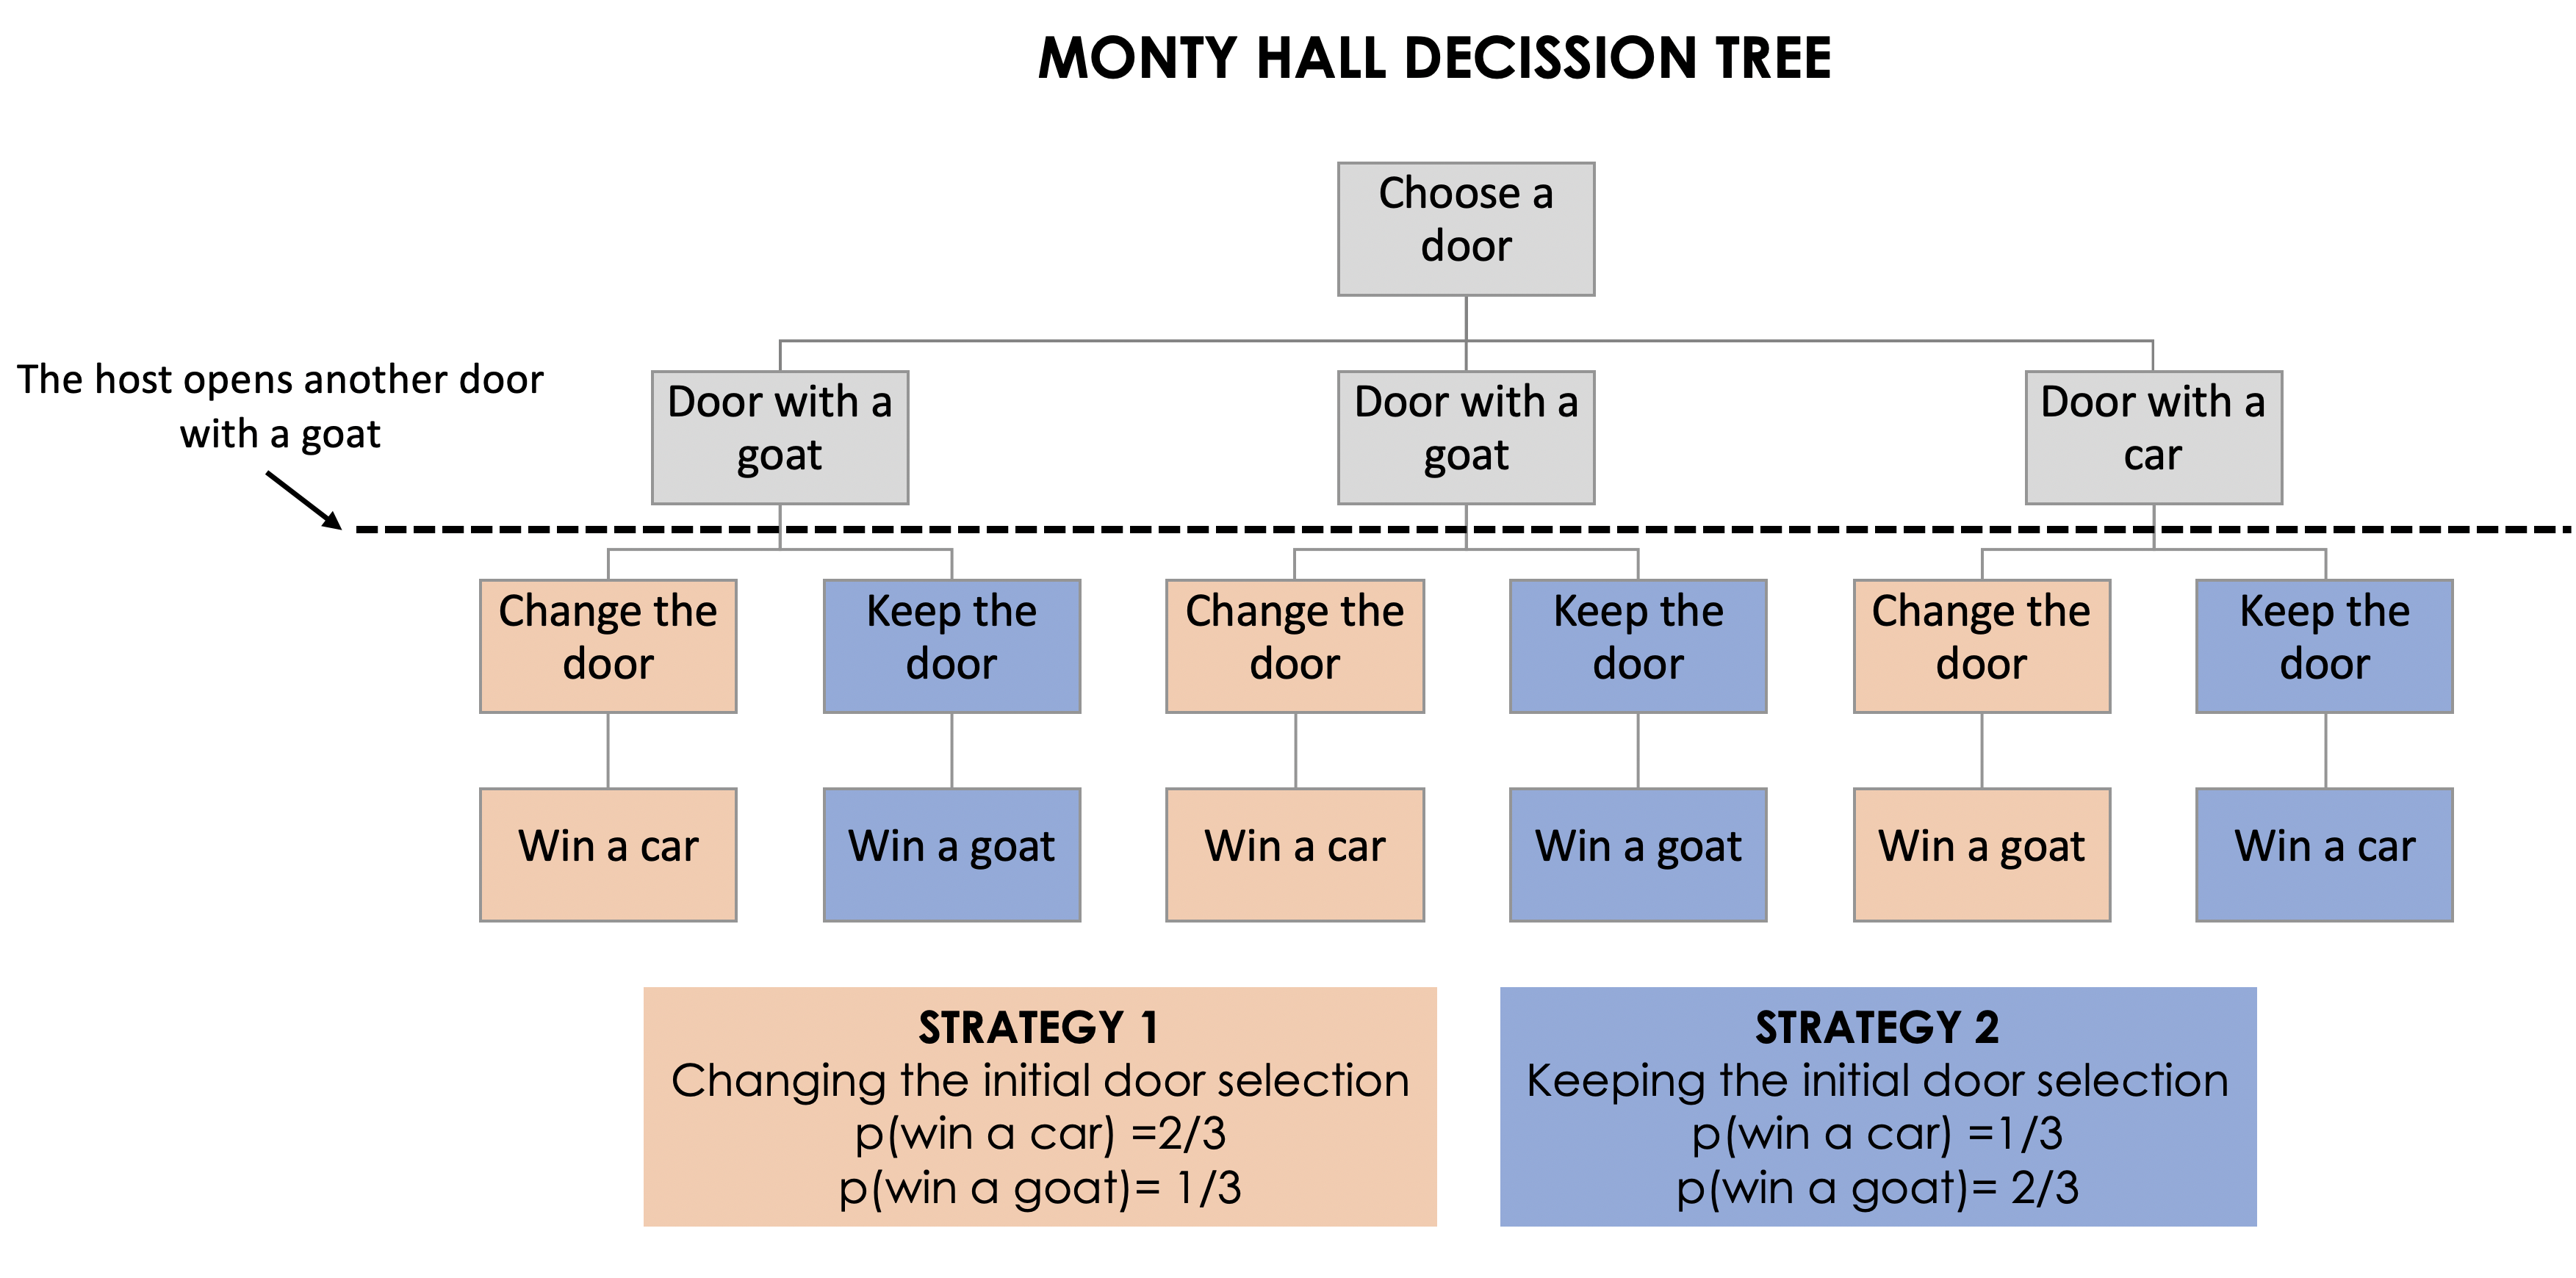 MONTY HALL DECISSION TREE
Choose a
door
The host opens another door
with a goat
Door with a
goat
Door with a
goat
Door with a
car
Change the
door
Keep the
door
Change the
door
Keep the
door
Change the
door
Keep the
door
Win a car
Win a goat
Win a car
Win a goat
Win a goat
Win a car
STRATEGY 1
Changing the initial door selection
p(win a car) =2/3
p(win a goat)= 1/3
STRATEGY 2
Keeping the initial door selection
p(win a car) =1/3
p(win a goat)= 2/3